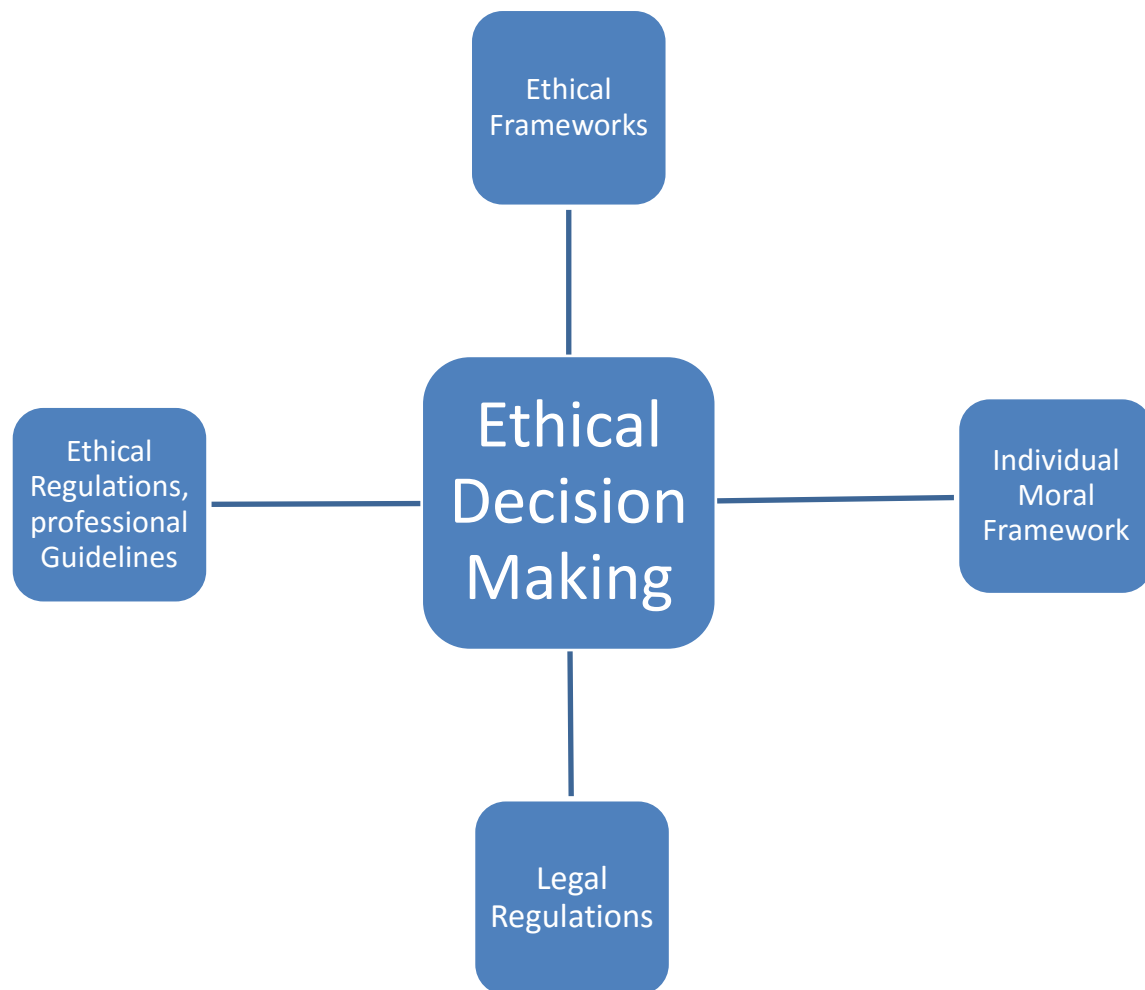 Ethical
Frameworks
Ethical
Regulations,
professional
Guidelines
Ethical
Decision
Making
Individual
Moral
Framework
Legal
Regulations